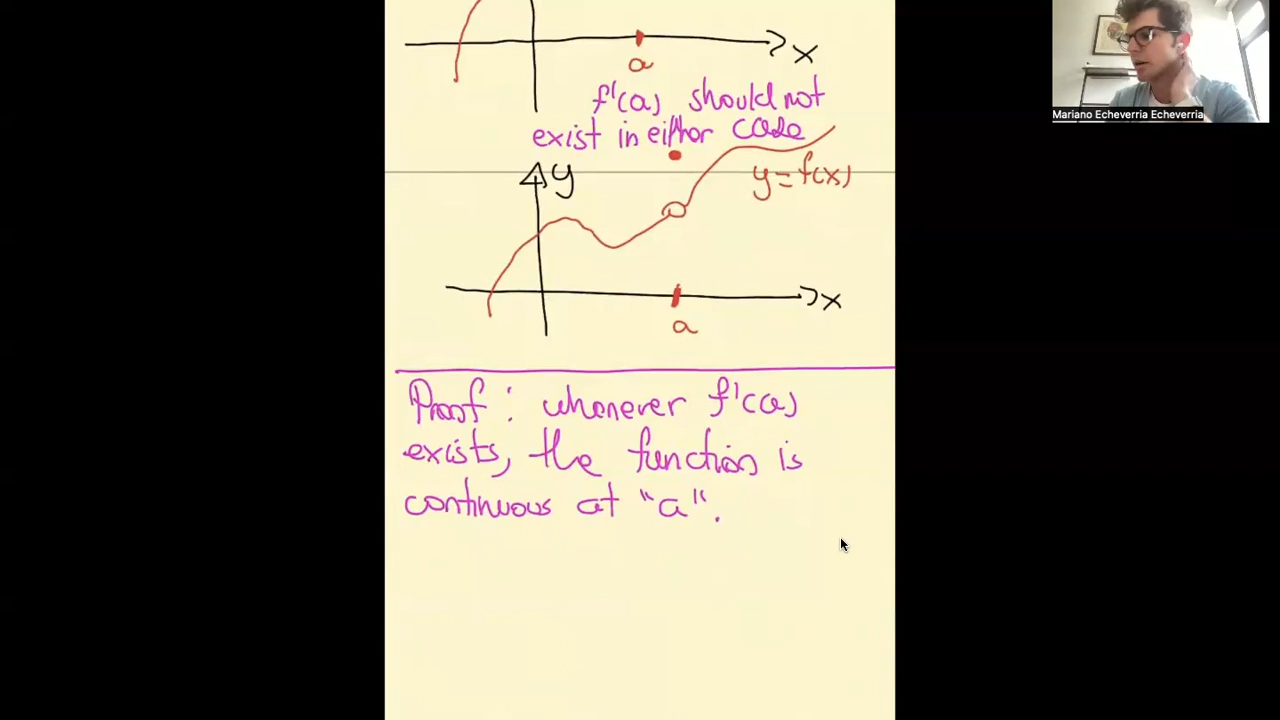 x
a
f'(a) should not
exist in either case
y
y=f(x)
x
a
Proof: whenever f'(a)
exists, the function is
continuous at "a".
Mariano Echeverria Echeverria